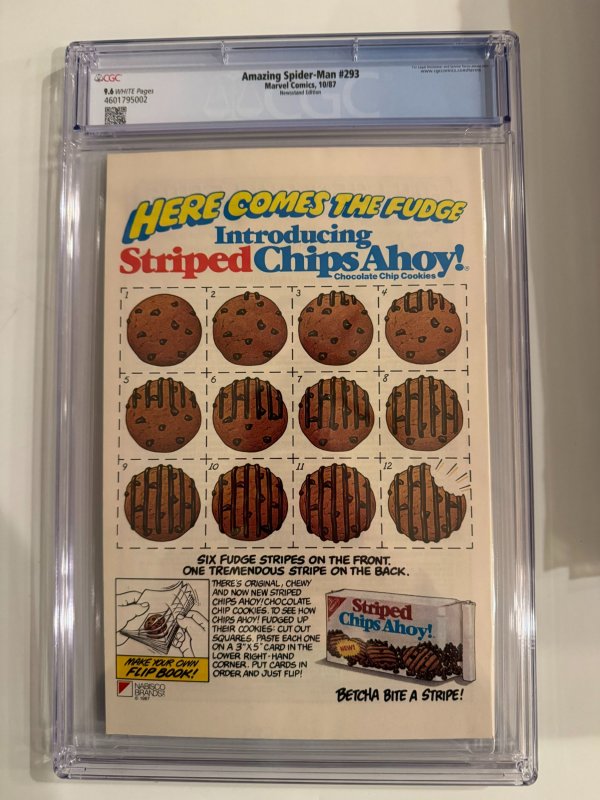 CGC
9.6 WHITE Pages
4601795002
Amazing Spider-Man #293
Marvel Comics, 10/87
Newsstand Edition
HERE COMES THE FUDGE
Introducing
Striped Chips Ahoy!®
Chocolate Chip Cookies
1 2 3 4
5 6 7 8
9 10 11 12
SIX FUDGE STRIPES ON THE FRONT.
ONE TREMENDOUS STRIPE ON THE BACK.
THERE'S ORIGINAL, CHEWY
AND NOW NEW STRIPED
CHIPS AHOY! CHOCOLATE
CHIP COOKIES. TO SEE HOW
CHIPS AHOY! FUDGED UP
THEIR COOKIES: CUT OUT
SQUARES. PASTE EACH ONE
ON A 3"X5" CARD IN THE
LOWER RIGHT-HAND
CORNER. PUT CARDS IN
ORDER AND JUST FLIP!
MAKE YOUR OWN
FLIP BOOK!
Striped
Chips Ahoy!
NEW!
NABISCO
BRANDS
© 1987
BETCHA BITE A STRIPE!